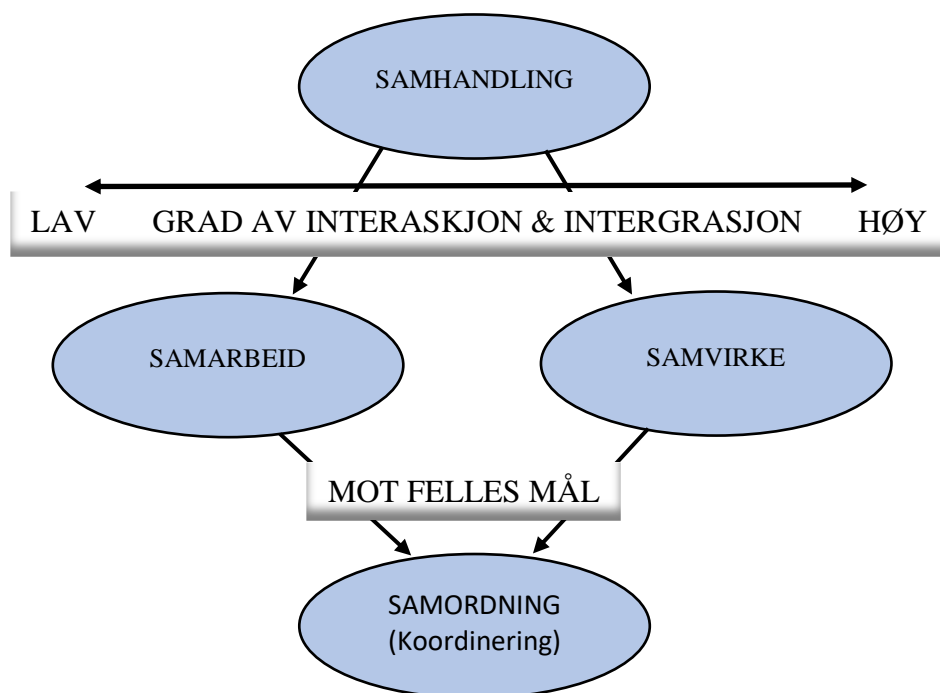 SAMHANDLING
LAV GRAD AV INTERASKJON & INTERGRASJON HØY
SAMARBEID
SAMVIRKE
MOT FELLES MÅL
SAMORDNING
(Koordinering)